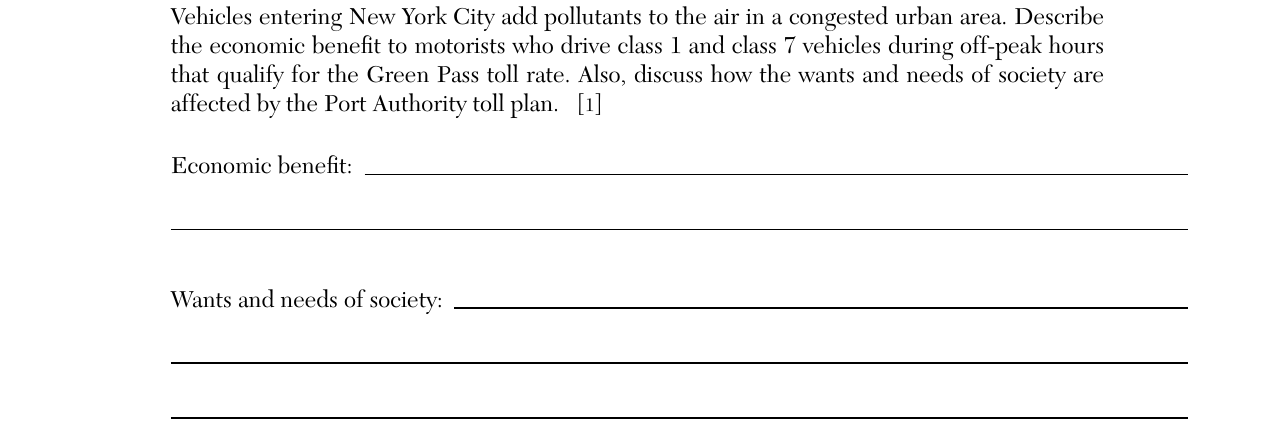 Vehicles entering New York City add pollutants to the air in a congested urban area. Describe
the economic benefit to motorists who drive class 1 and class 7 vehicles during off-peak hours
that qualify for the Green Pass toll rate. Also, discuss how the wants and needs of society are
affected by the Port Authority toll plan. [1]
Economic benefit:
Wants and needs of society: